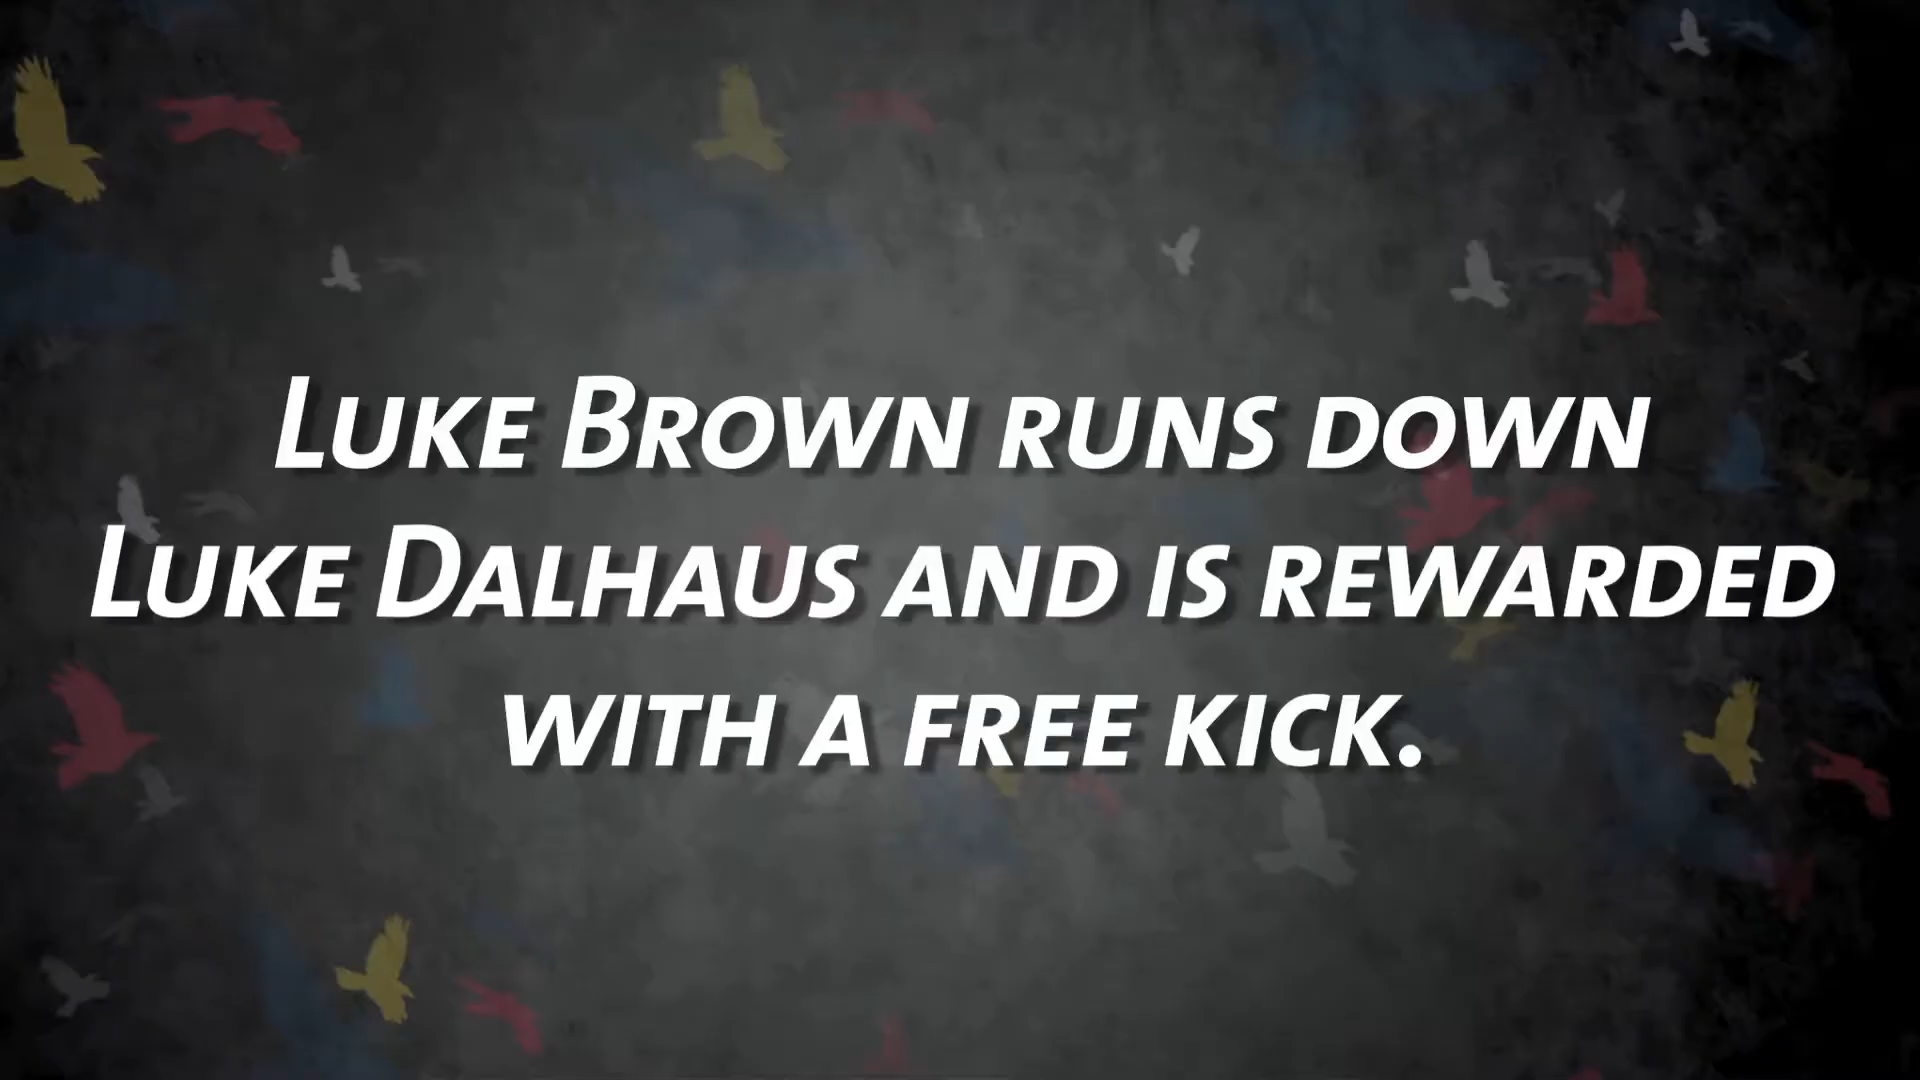 Luke Brown runs down
Luke Dalhaus and is rewarded
with a free kick.